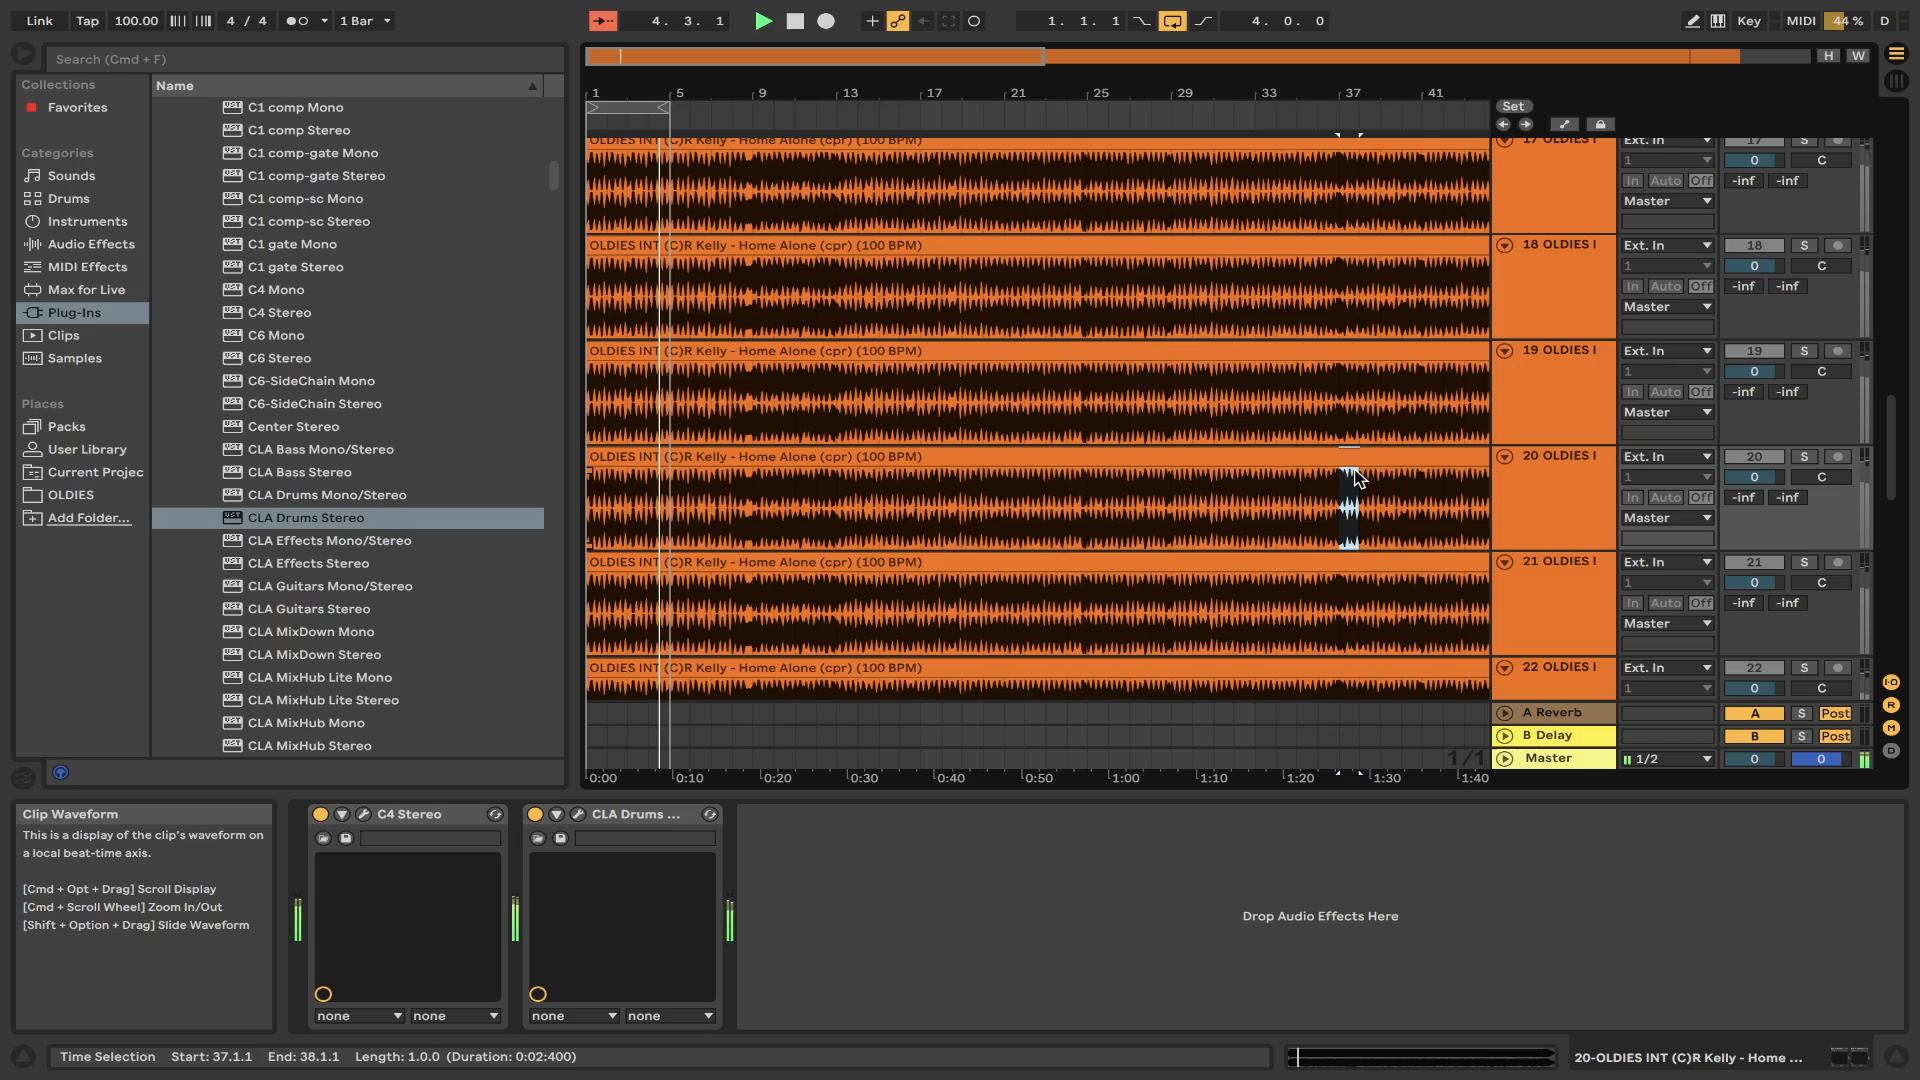 Link Tap 100.00 4 / 4 1 Bar 4. 3. 1 1. 1. 1 4. 0. 0 Key MIDI 44 % D
Search (Cmd + F)
H W
Collections
Favorites
Categories
Sounds
Drums
Instruments
Audio Effects
MIDI Effects
Max for Live
Plug-Ins
Clips
Samples
Places
Packs
User Library
Current Projec
OLDIES
Add Folder...
Name
C1 comp Mono
C1 comp Stereo
C1 comp-gate Mono
C1 comp-gate Stereo
C1 comp-sc Mono
C1 comp-sc Stereo
C1 gate Mono
C1 gate Stereo
C4 Mono
C4 Stereo
C6 Mono
C6 Stereo
C6-SideChain Mono
C6-SideChain Stereo
Center Stereo
CLA Bass Mono/Stereo
CLA Bass Stereo
CLA Drums Mono/Stereo
CLA Drums Stereo
CLA Effects Mono/Stereo
CLA Effects Stereo
CLA Guitars Mono/Stereo
CLA Guitars Stereo
CLA MixDown Mono
CLA MixDown Stereo
CLA MixHub Lite Mono
CLA MixHub Lite Stereo
CLA MixHub Mono
CLA MixHub Stereo
1 5 9 13 17 21 25 29 33 37 41
Set
OLDIES INT (C)R Kelly - Home Alone (cpr) (100 BPM) 17 OLDIES I Ext. In 17 S
1 0 C
In Auto Off -inf -inf
Master
OLDIES INT (C)R Kelly - Home Alone (cpr) (100 BPM) 18 OLDIES I Ext. In 18 S
1 0 C
In Auto Off -inf -inf
Master
OLDIES INT (C)R Kelly - Home Alone (cpr) (100 BPM) 19 OLDIES I Ext. In 19 S
1 0 C
In Auto Off -inf -inf
Master
OLDIES INT (C)R Kelly - Home Alone (cpr) (100 BPM) 20 OLDIES I Ext. In 20 S
1 0 C
In Auto Off -inf -inf
Master
OLDIES INT (C)R Kelly - Home Alone (cpr) (100 BPM) 21 OLDIES I Ext. In 21 S
1 0 C
In Auto Off -inf -inf
Master
OLDIES INT (C)R Kelly - Home Alone (cpr) (100 BPM) 22 OLDIES I Ext. In 22 S
1 0 C
A Reverb A S Post
B Delay B S Post
1/1 Master 1/2 0 0
0:00 0:10 0:20 0:30 0:40 0:50 1:00 1:10 1:20 1:30 1:40
I·O
R
M
D
Clip Waveform
This is a display of the clip's waveform on
a local beat-time axis.
[Cmd + Opt + Drag] Scroll Display
[Cmd + Scroll Wheel] Zoom In/Out
[Shift + Option + Drag] Slide Waveform
C4 Stereo
none none
CLA Drums ...
none none
Drop Audio Effects Here
Time Selection Start: 37.1.1 End: 38.1.1 Length: 1.0.0 (Duration: 0:02:400)
20-OLDIES INT (C)R Kelly - Home ...